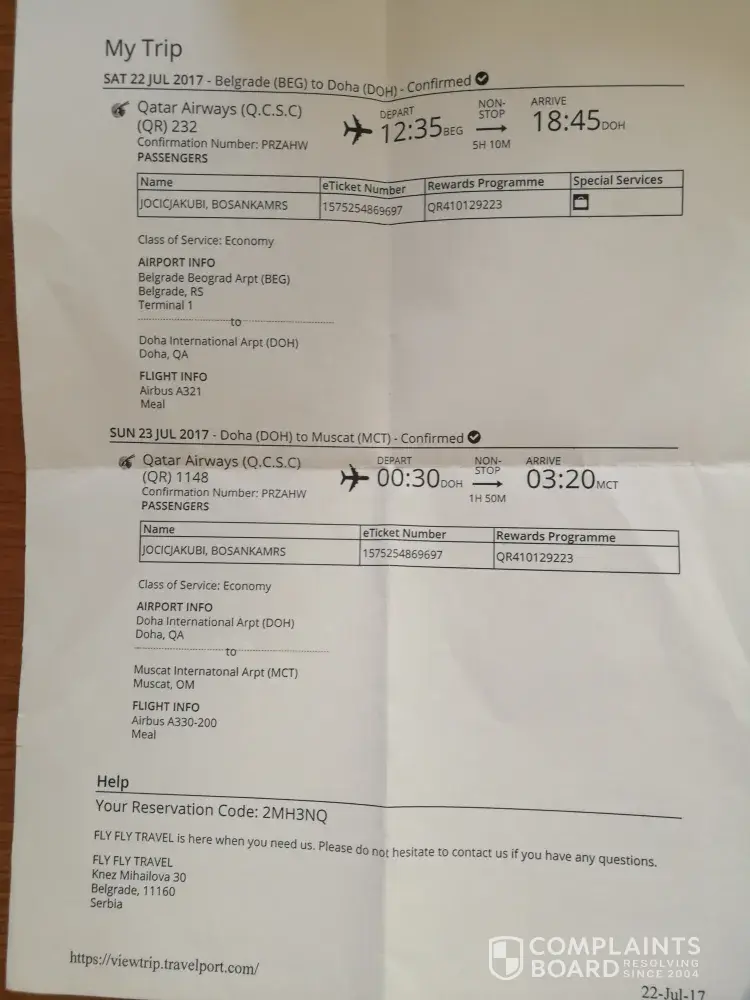 My Trip
SAT 22 JUL 2017 - Belgrade (BEG) to Doha (DOH) - Confirmed
Qatar Airways (Q.C.S.C)
(QR) 232
Confirmation Number: PRZAHW
PASSENGERS
DEPART
12:35BEG
NON-
STOP
5H 10M
ARRIVE
18:45DOH
Name eTicket Number Rewards Programme Special Services
JOCICJAKUBI, BOSANKAMRS 1575254869697 QR410129223
Class of Service: Economy
AIRPORT INFO
Belgrade Beograd Arpt (BEG)
Belgrade, RS
Terminal 1
to
Doha International Arpt (DOH)
Doha, QA
FLIGHT INFO
Airbus A321
Meal
SUN 23 JUL 2017 - Doha (DOH) to Muscat (MCT) - Confirmed
Qatar Airways (Q.C.S.C)
(QR) 1148
Confirmation Number: PRZAHW
PASSENGERS
DEPART
00:30DOH
NON-
STOP
1H 50M
ARRIVE
03:20MCT
Name eTicket Number Rewards Programme
JOCICJAKUBI, BOSANKAMRS 1575254869697 QR410129223
Class of Service: Economy
AIRPORT INFO
Doha International Arpt (DOH)
Doha, QA
to
Muscat Internatonal Arpt (MCT)
Muscat, OM
FLIGHT INFO
Airbus A330-200
Meal
Help
Your Reservation Code: 2MH3NQ
FLY FLY TRAVEL is here when you need us. Please do not hesitate to contact us if you have any questions.
FLY FLY TRAVEL
Knez Mihailova 30
Belgrade, 11160
Serbia
https://viewtrip.travelport.com/
COMPLAINTS
BOARD RESOLVING
SINCE 2004
22-Jul-17